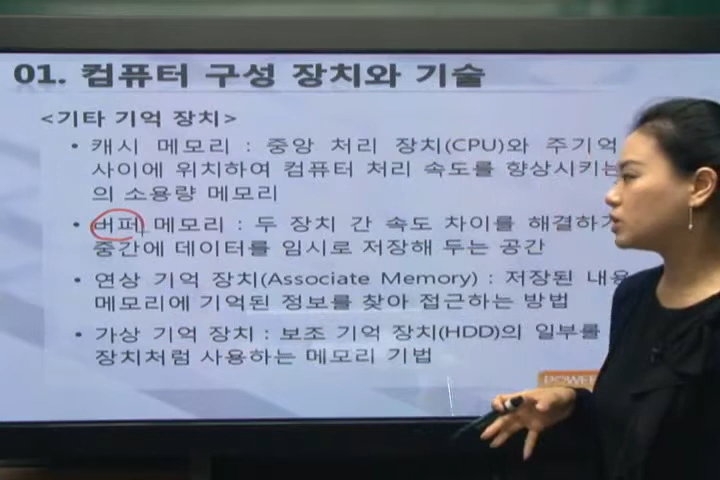 01. 컴퓨터 구성 장치와 기술
<기타 기억 장치>
• 캐시 메모리 : 중앙 처리 장치(CPU)와 주기억
사이에 위치하여 컴퓨터 처리 속도를 향상시키는
의 소용량 메모리
• 버퍼 메모리 : 두 장치 간 속도 차이를 해결하기
중간에 데이터를 임시로 저장해 두는 공간
• 연상 기억 장치(Associate Memory) : 저장된 내용
메모리에 기억된 정보를 찾아 접근하는 방법
• 가상 기억 장치 : 보조 기억 장치(HDD)의 일부를
장치처럼 사용하는 메모리 기법
POWE